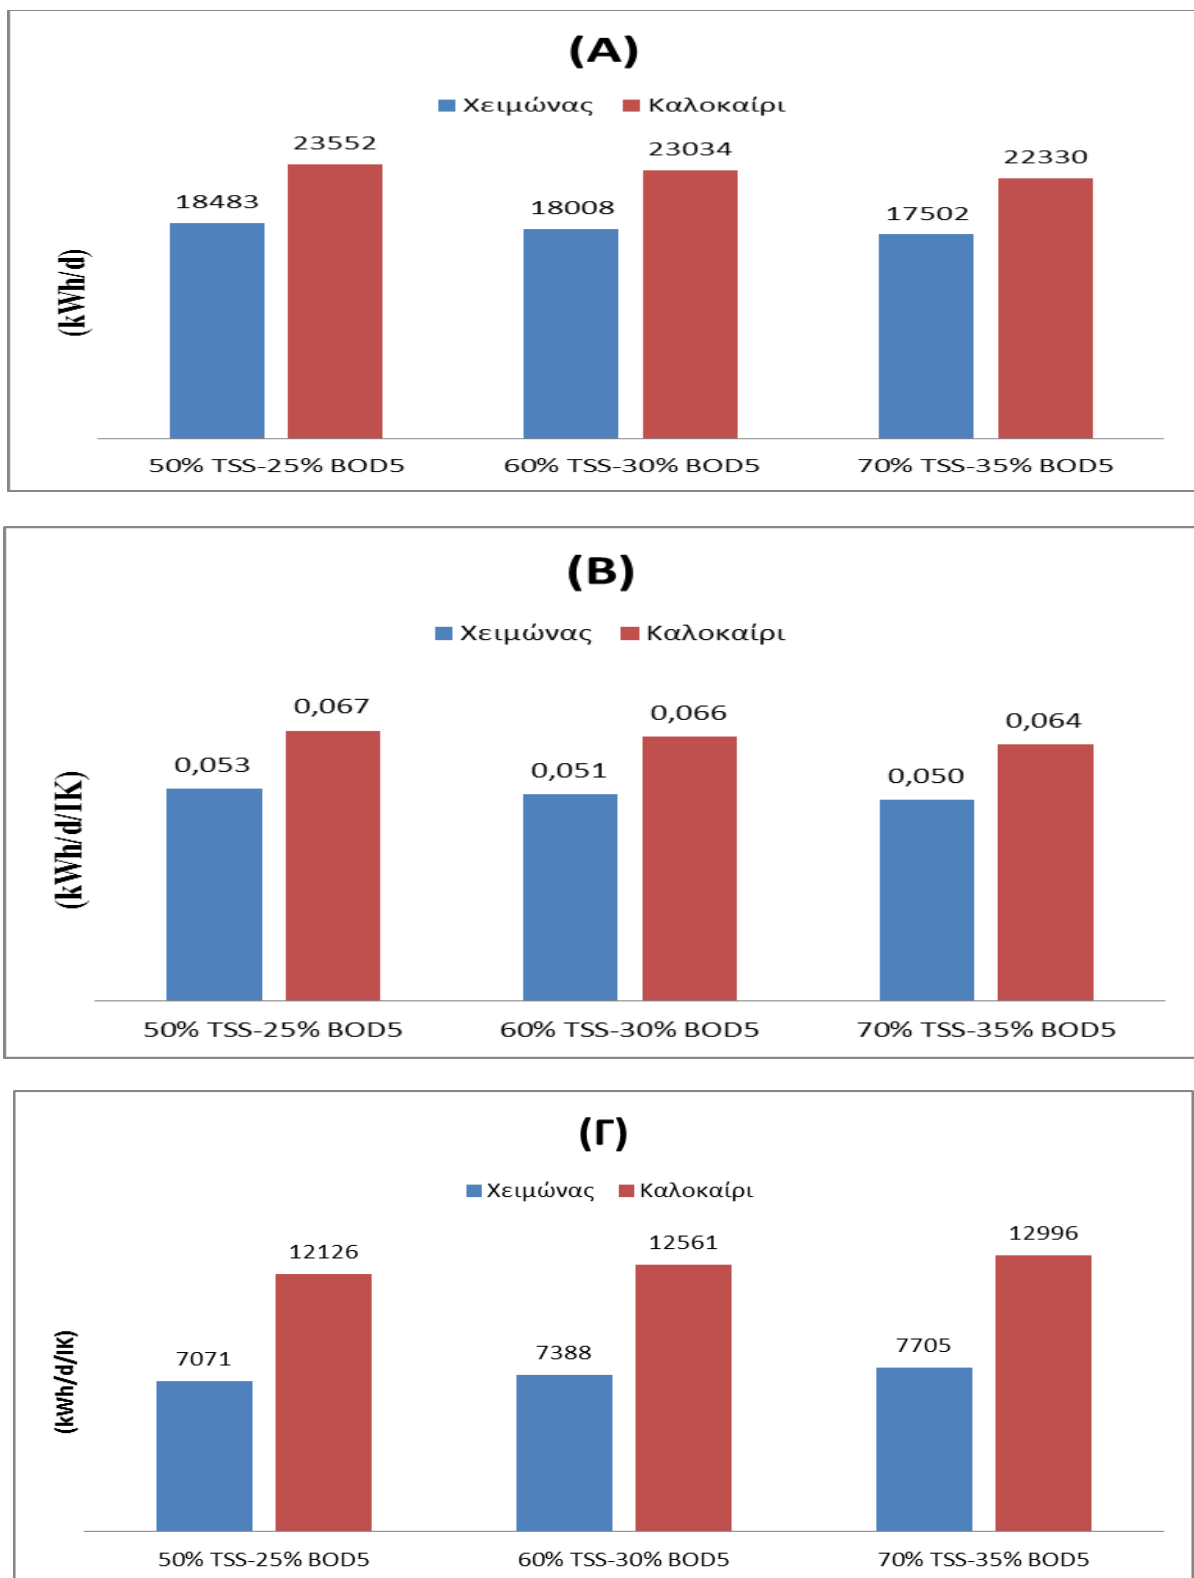 (A)
Χειμώνας Καλοκαίρι
23552 23034 22330
18483 18008 17502
(kWh/d)
50% TSS-25% BOD5 60% TSS-30% BOD5 70% TSS-35% BOD5
(B)
Χειμώνας Καλοκαίρι
0,067 0,066 0,064
0,053 0,051 0,050
(kWh/d/IK)
50% TSS-25% BOD5 60% TSS-30% BOD5 70% TSS-35% BOD5
(Γ)
Χειμώνας Καλοκαίρι
12126 12561 12996
7071 7388 7705
(kWh/d/IK)
50% TSS-25% BOD5 60% TSS-30% BOD5 70% TSS-35% BOD5